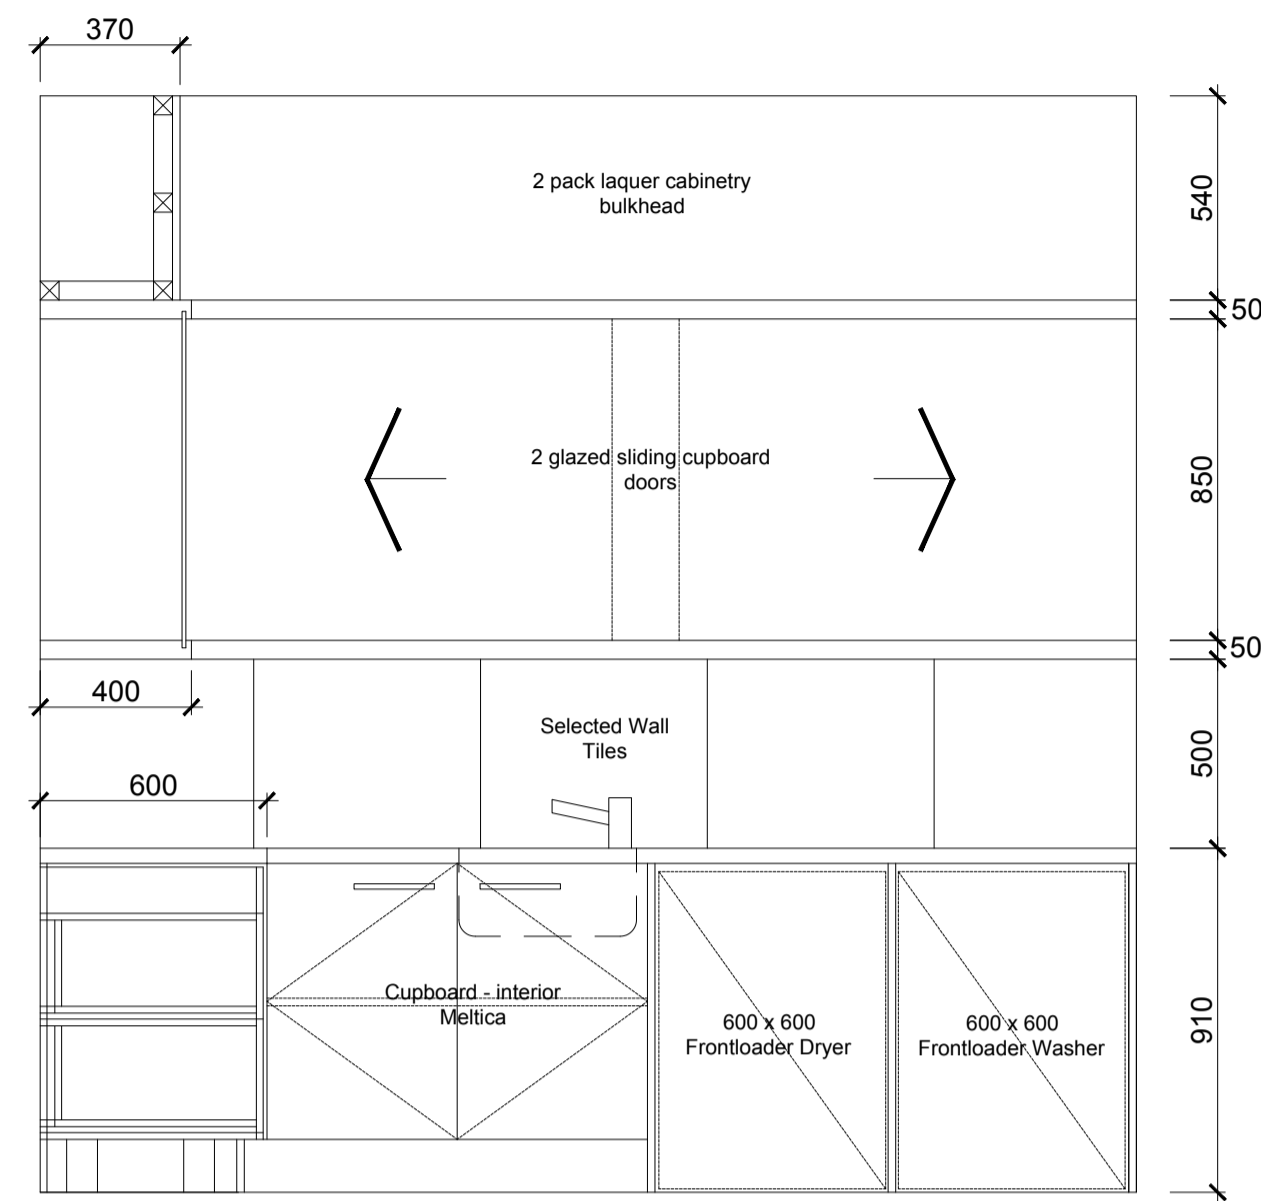 370
2 pack laquer cabinetry
bulkhead
540
50
2 glazed sliding cupboard
doors
850
50
400
Selected Wall
Tiles
500
600
Cupboard - interior
Meltica
600 x 600
Frontloader Dryer
600 x 600
Frontloader Washer
910